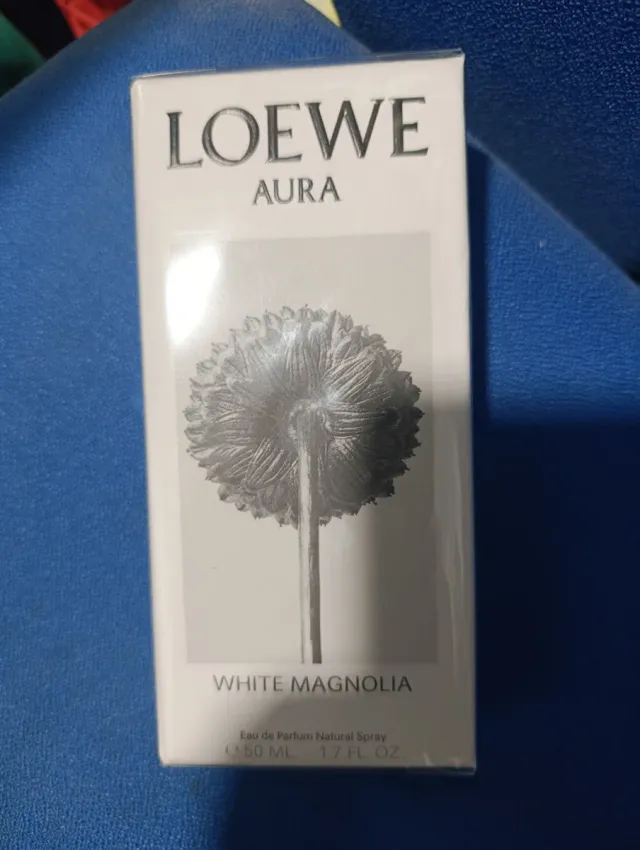 LOEWE
AURA
WHITE MAGNOLIA
Eau de Parfum Natural Spray
℮50 ML. 1.7 FL. OZ.